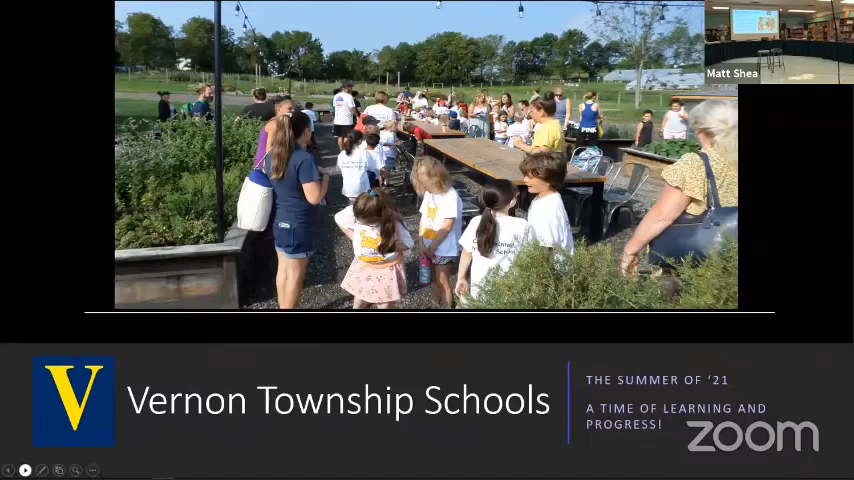 Matt Shea
V
Vernon Township Schools
THE SUMMER OF ‘21
A TIME OF LEARNING AND
PROGRESS!
zoom